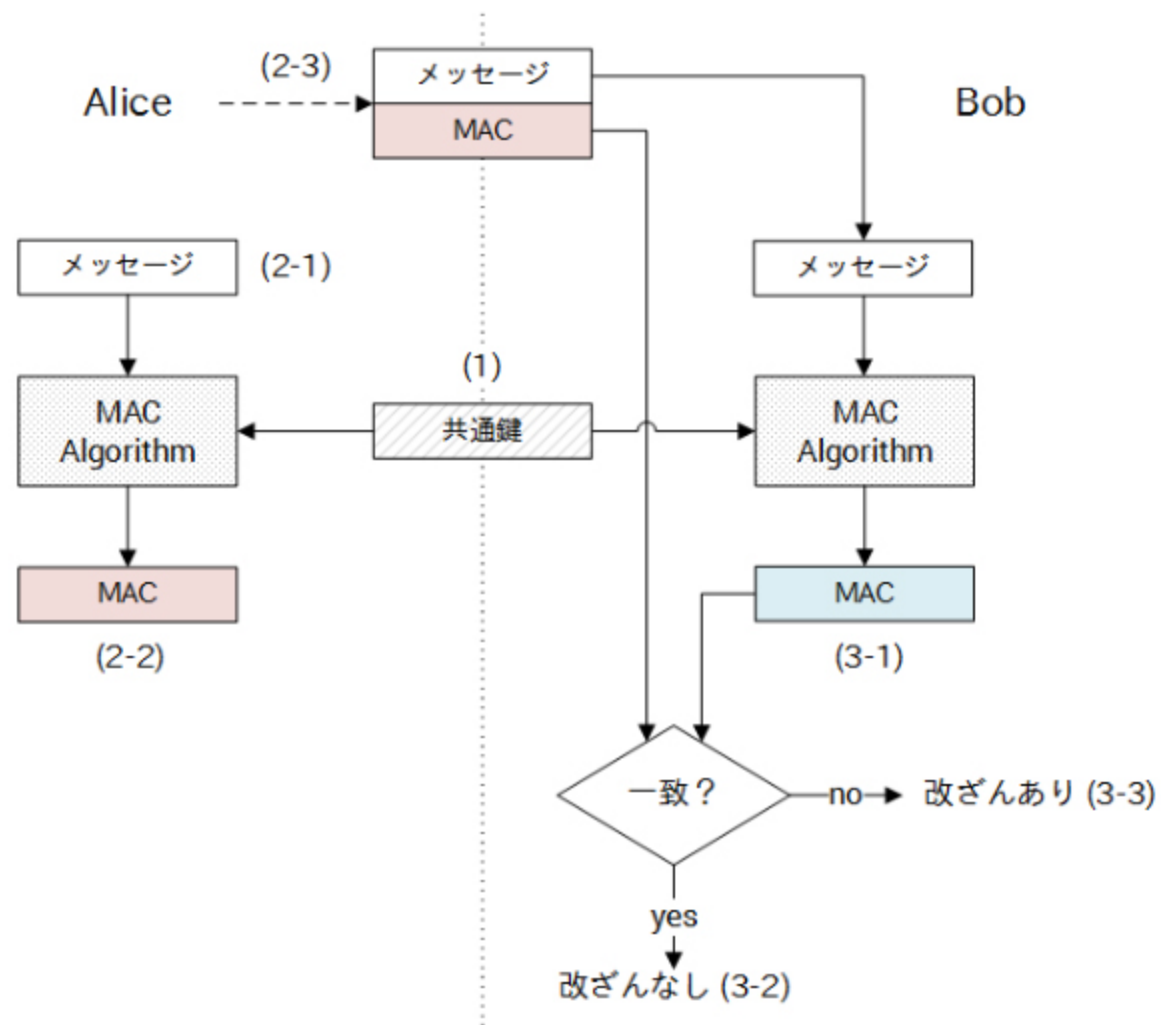 (2-3)
メッセージ
Alice
MAC
Bob
メッセージ
(2-1)
メッセージ
(1)
MAC
Algorithm
共通鍵
MAC
Algorithm
MAC
MAC
(2-2)
(3-1)
一致?
no
改ざんあり (3-3)
yes
改ざんなし (3-2)